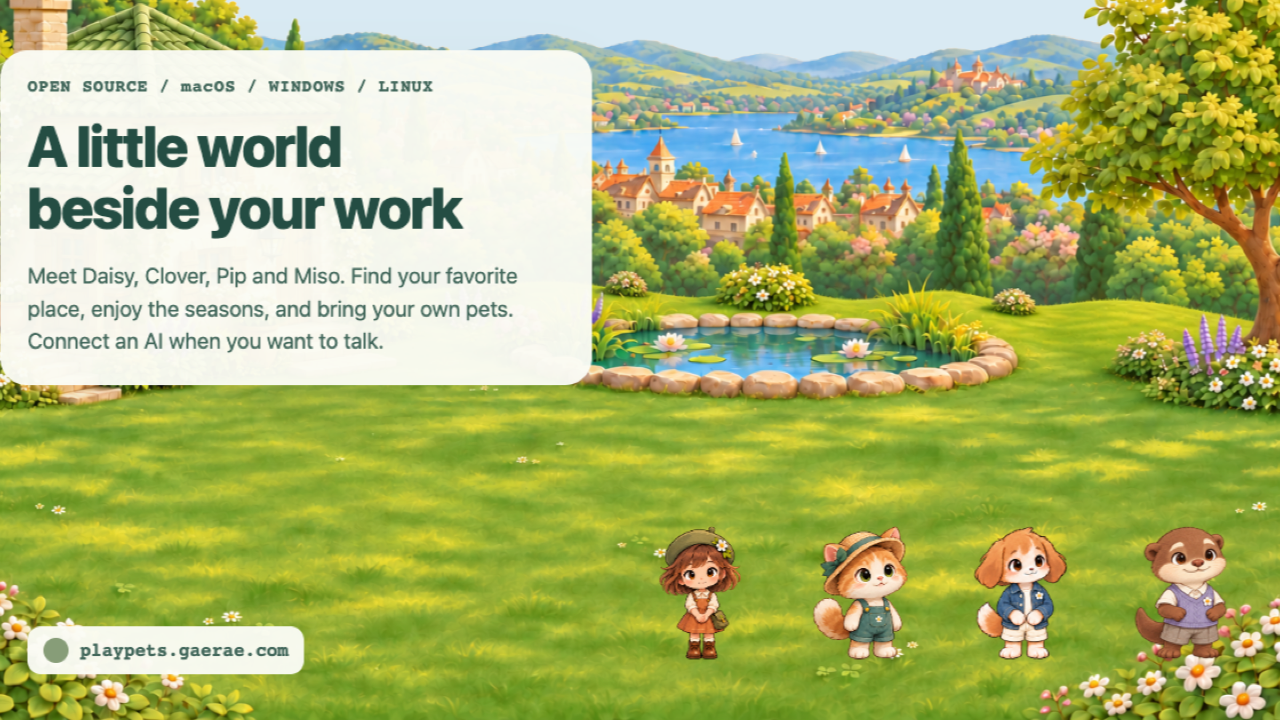 OPEN SOURCE / macOS / WINDOWS / LINUX
A little world
beside your work
Meet Daisy, Clover, Pip and Miso. Find your favorite
place, enjoy the seasons, and bring your own pets.
Connect an AI when you want to talk.
playpets.gaerae.com